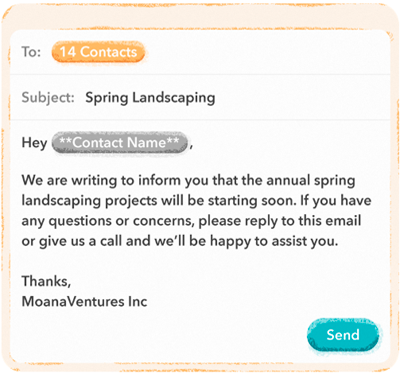 To: 14 Contacts
Subject: Spring Landscaping
Hey **Contact Name**,
We are writing to inform you that the annual spring
landscaping projects will be starting soon. If you have
any questions or concerns, please reply to this email
or give us a call and we’ll be happy to assist you.
Thanks,
MoanaVentures Inc
Send